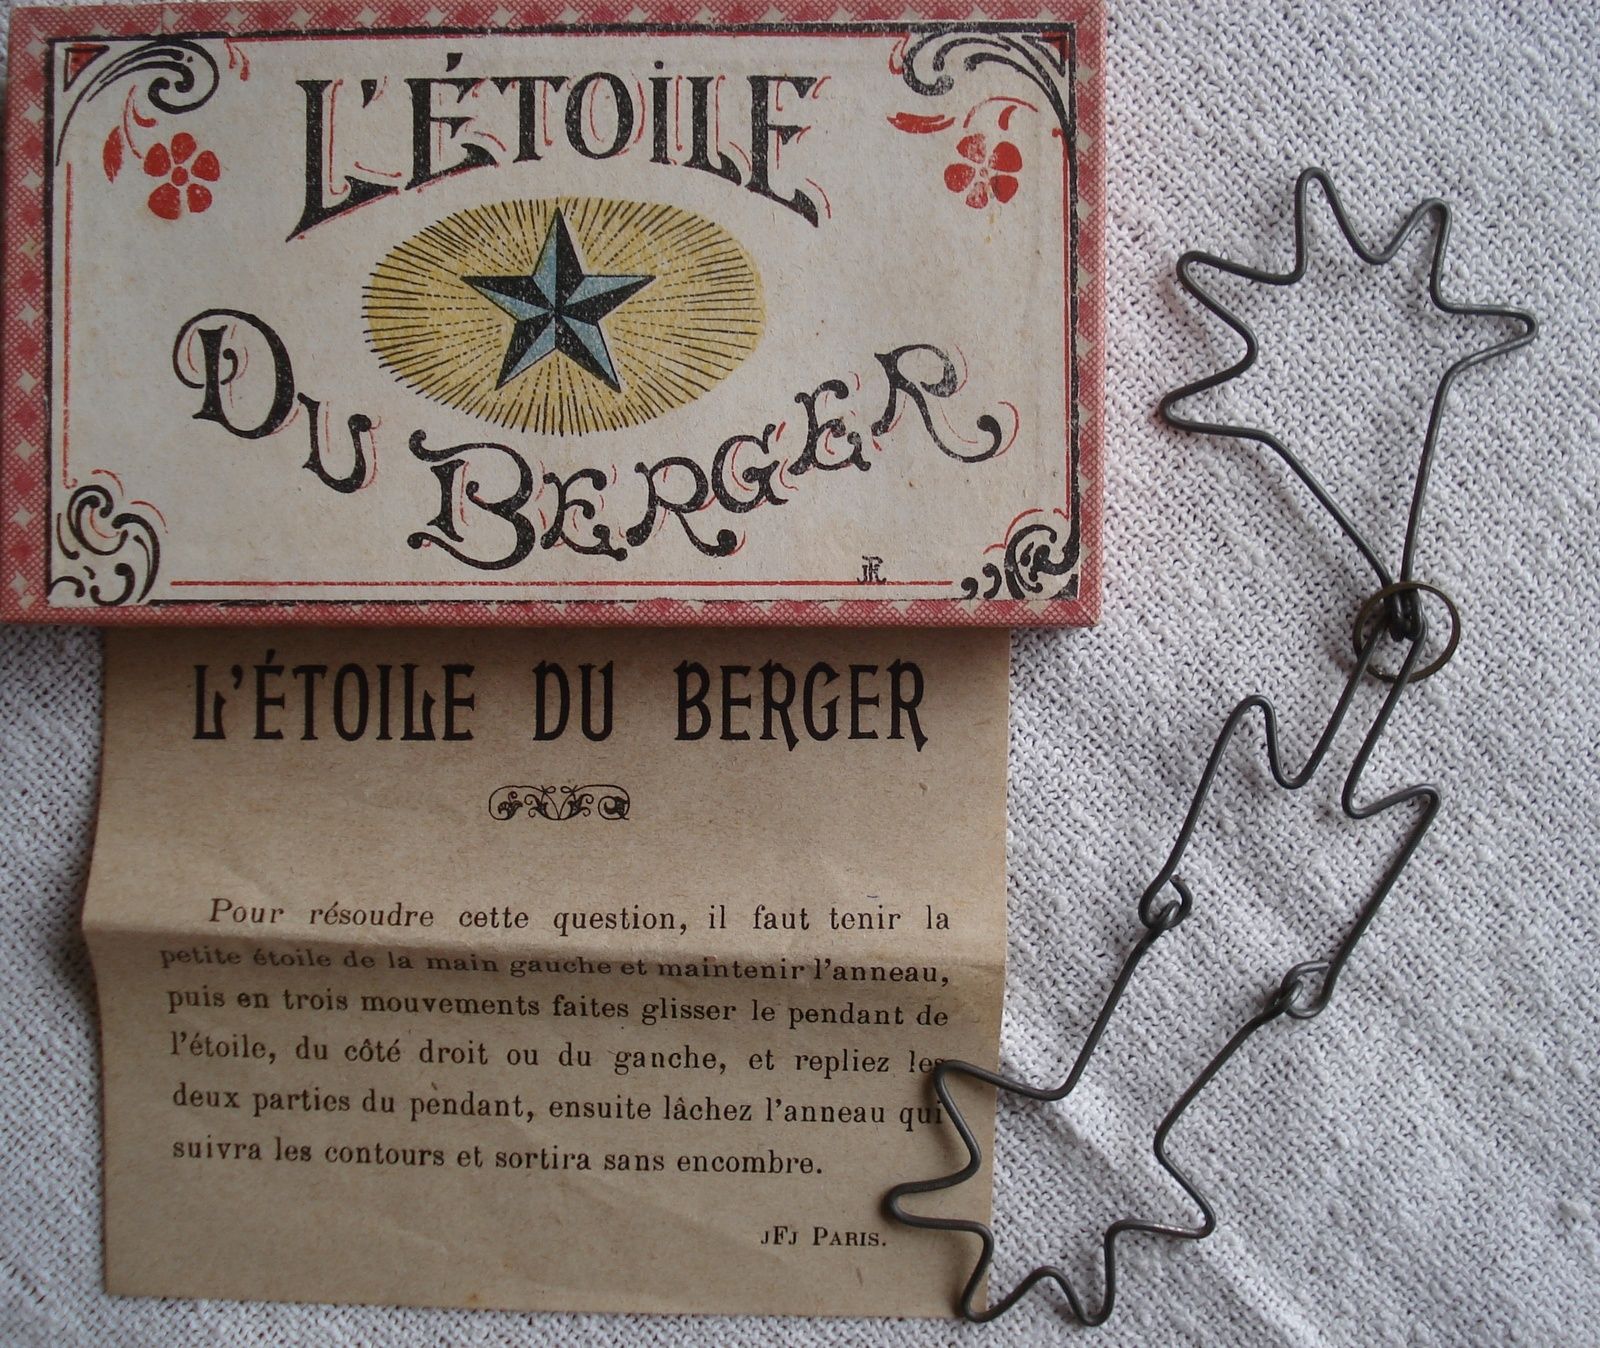 L'ÉTOILE
DU BERGER
L'ÉTOILE DU BERGER
Pour résoudre cette question, il faut tenir la
petite étoile de la main gauche et maintenir l'anneau,
puis en trois mouvements faites glisser le pendant de
l'étoile, du côté droit ou du gauche, et repliez les
deux parties du pendant, ensuite lâchez l'anneau qui
suivra les contours et sortira sans encombre.
JFJ PARIS.